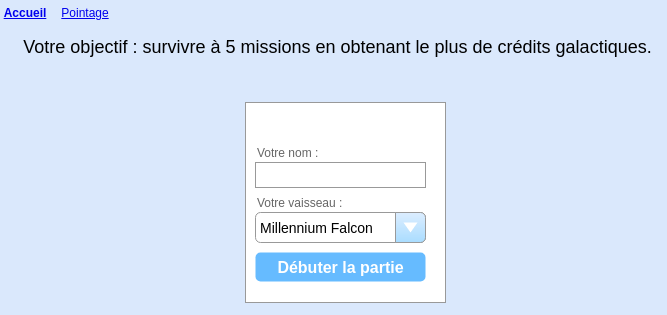 Accueil Pointage
Votre objectif : survivre à 5 missions en obtenant le plus de crédits galactiques.
Votre nom :
Votre vaisseau :
Millennium Falcon
Débuter la partie